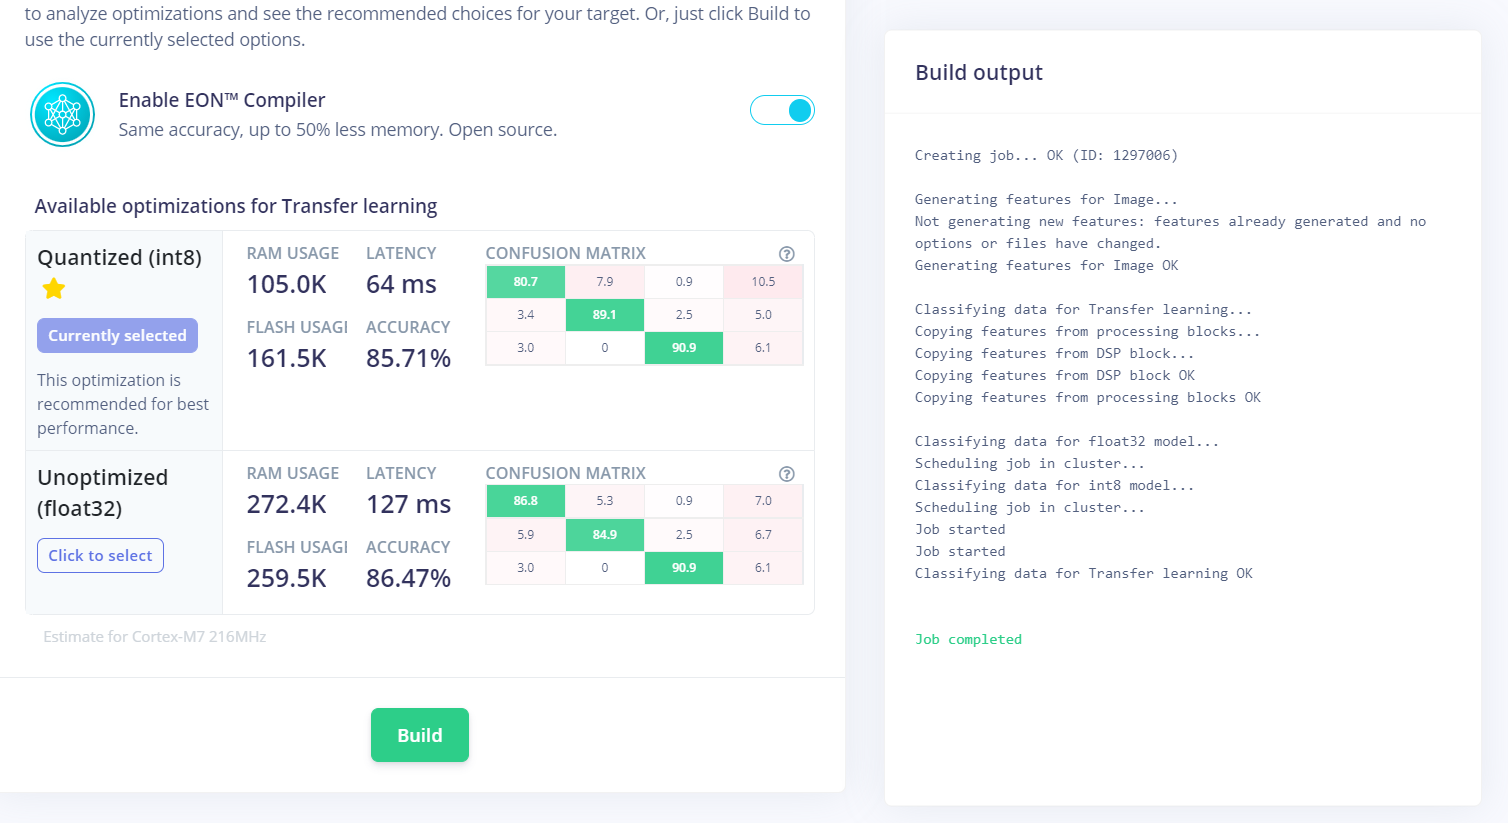 to analyze optimizations and see the recommended choices for your target. Or, just click Build to
use the currently selected options.
Enable EON™ Compiler
Same accuracy, up to 50% less memory. Open source.
Available optimizations for Transfer learning
Quantized (int8)
Currently selected
This optimization is
recommended for best
performance.
RAM USAGE
105.0K
LATENCY
64 ms
FLASH USAGI
161.5K
ACCURACY
85.71%
CONFUSION MATRIX ?
80.7 7.9 0.9 10.5
3.4 89.1 2.5 5.0
3.0 0 90.9 6.1
Unoptimized
(float32)
Click to select
RAM USAGE
272.4K
LATENCY
127 ms
FLASH USAGI
259.5K
ACCURACY
86.47%
CONFUSION MATRIX ?
86.8 5.3 0.9 7.0
5.9 84.9 2.5 6.7
3.0 0 90.9 6.1
Estimate for Cortex-M7 216MHz
Build
Build output
Creating job... OK (ID: 1297006)
Generating features for Image...
Not generating new features: features already generated and no
options or files have changed.
Generating features for Image OK
Classifying data for Transfer learning...
Copying features from processing blocks...
Copying features from DSP block...
Copying features from DSP block OK
Copying features from processing blocks OK
Classifying data for float32 model...
Scheduling job in cluster...
Classifying data for int8 model...
Scheduling job in cluster...
Job started
Job started
Classifying data for Transfer learning OK
Job completed